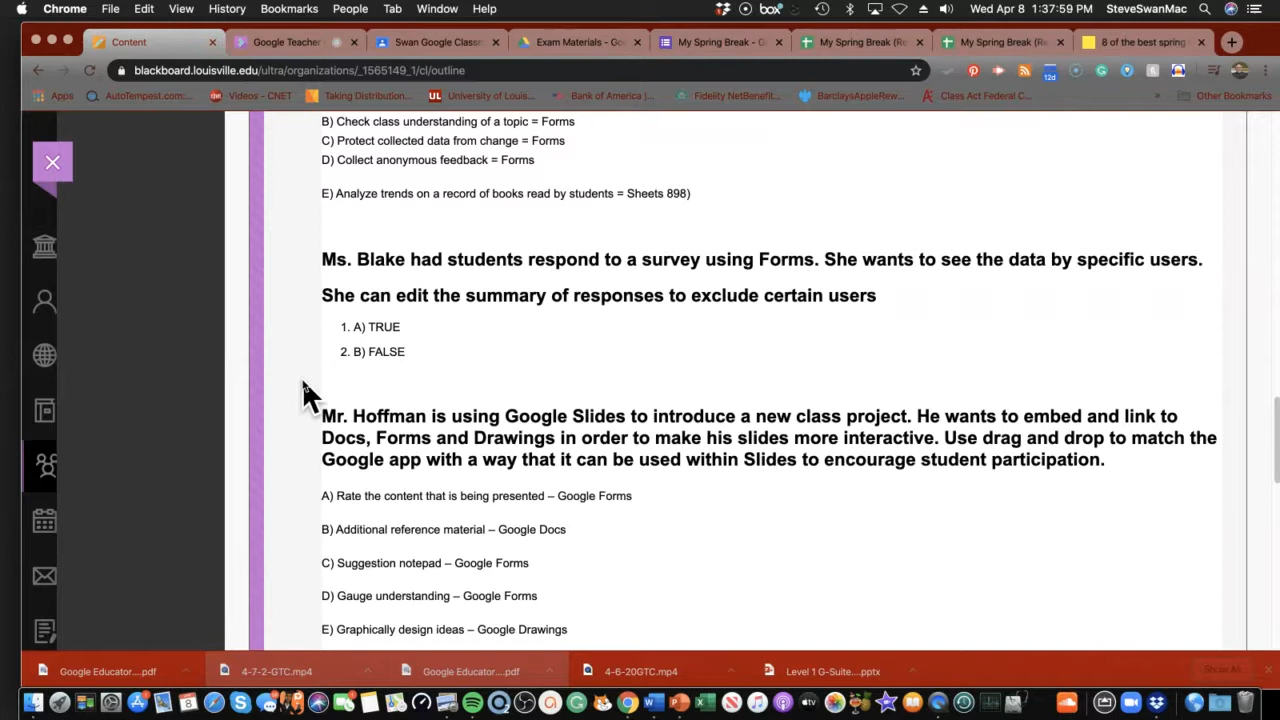 Chrome File Edit View History Bookmarks People Tab Window Help box Wed Apr 8 1:37:59 PM SteveSwanMac
Content Google Teacher Swan Google Class Exam Materials - Go My Spring Break - G My Spring Break (Re My Spring Break (Re 8 of the best spring
blackboard.louisville.edu/ultra/organizations/_1565149_1/cl/outline 12d
Apps AutoTempest.com:... Videos - CNET Taking Distribution... UL University of Louis... Bank of America |... Fidelity NetBenefit... BarclaysAppleRew... Class Act Federal C... » Other Bookmarks
B) Check class understanding of a topic = Forms
C) Protect collected data from change = Forms
D) Collect anonymous feedback = Forms
E) Analyze trends on a record of books read by students = Sheets 898)
Ms. Blake had students respond to a survey using Forms. She wants to see the data by specific users.
She can edit the summary of responses to exclude certain users
1. A) TRUE
2. B) FALSE
Mr. Hoffman is using Google Slides to introduce a new class project. He wants to embed and link to
Docs, Forms and Drawings in order to make his slides more interactive. Use drag and drop to match the
Google app with a way that it can be used within Slides to encourage student participation.
A) Rate the content that is being presented – Google Forms
B) Additional reference material – Google Docs
C) Suggestion notepad – Google Forms
D) Gauge understanding – Google Forms
E) Graphically design ideas – Google Drawings
Google Educator....pdf 4-7-2-GTC.mp4 Google Educator....pdf 4-6-20GTC.mp4 Level 1 G-Suite....pptx Show All